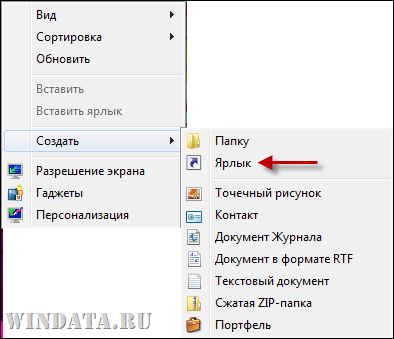 Вид
Сортировка
Обновить
Вставить
Вставить ярлык
Создать
Разрешение экрана
Гаджеты
Персонализация
Папку
Ярлык
Точечный рисунок
Контакт
Документ Журнала
Документ в формате RTF
Текстовый документ
Сжатая ZIP-папка
Портфель
WINDATA.RU